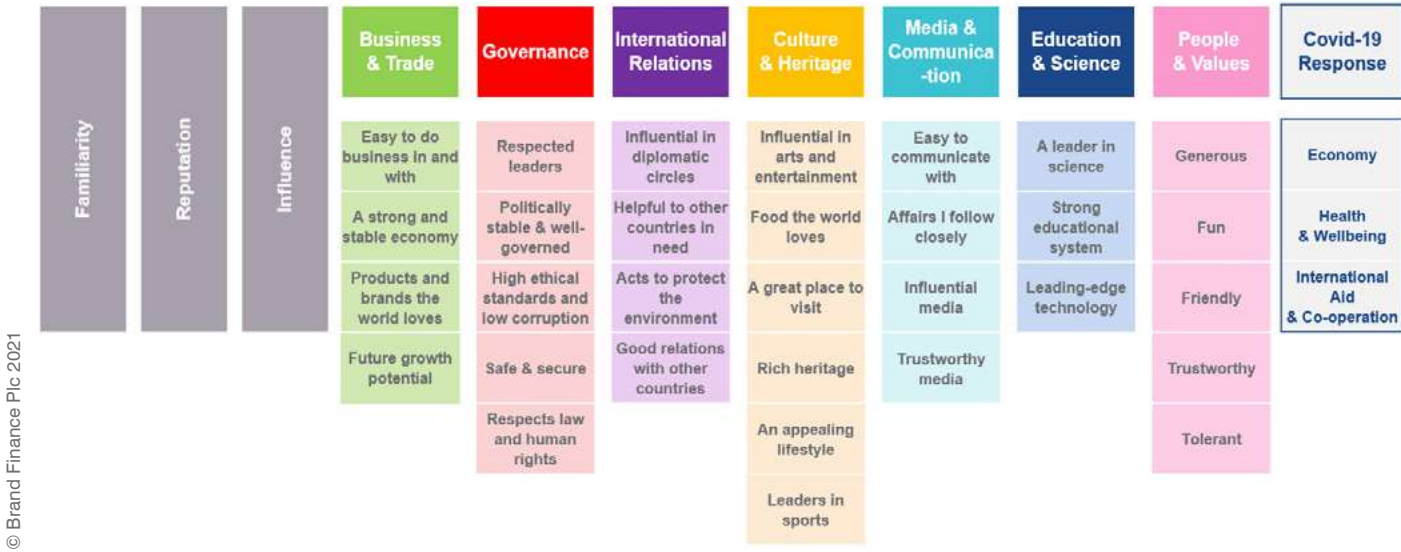 Familiarity
Reputation
Influence
Business
& Trade
Easy to do
business in and
with
A strong and
stable economy
Products and
brands the
world loves
Future growth
potential
Governance
Respected
leaders
Politically
stable & well-
governed
High ethical
standards and
low corruption
Safe & secure
Respects law
and human
rights
International
Relations
Influential in
diplomatic
circles
Helpful to other
countries in
need
Acts to protect
the
environment
Good relations
with other
countries
Culture
& Heritage
Influential in
arts and
entertainment
Food the world
loves
A great place to
visit
Rich heritage
An appealing
lifestyle
Leaders in
sports
Media &
Communica
-tion
Easy to
communicate
with
Affairs I follow
closely
Influential
media
Trustworthy
media
Education
& Science
A leader in
science
Strong
educational
system
Leading-edge
technology
People
& Values
Generous
Fun
Friendly
Trustworthy
Tolerant
Covid-19
Response
Economy
Health
& Wellbeing
International
Aid
& Co-operation
© Brand Finance Plc 2021